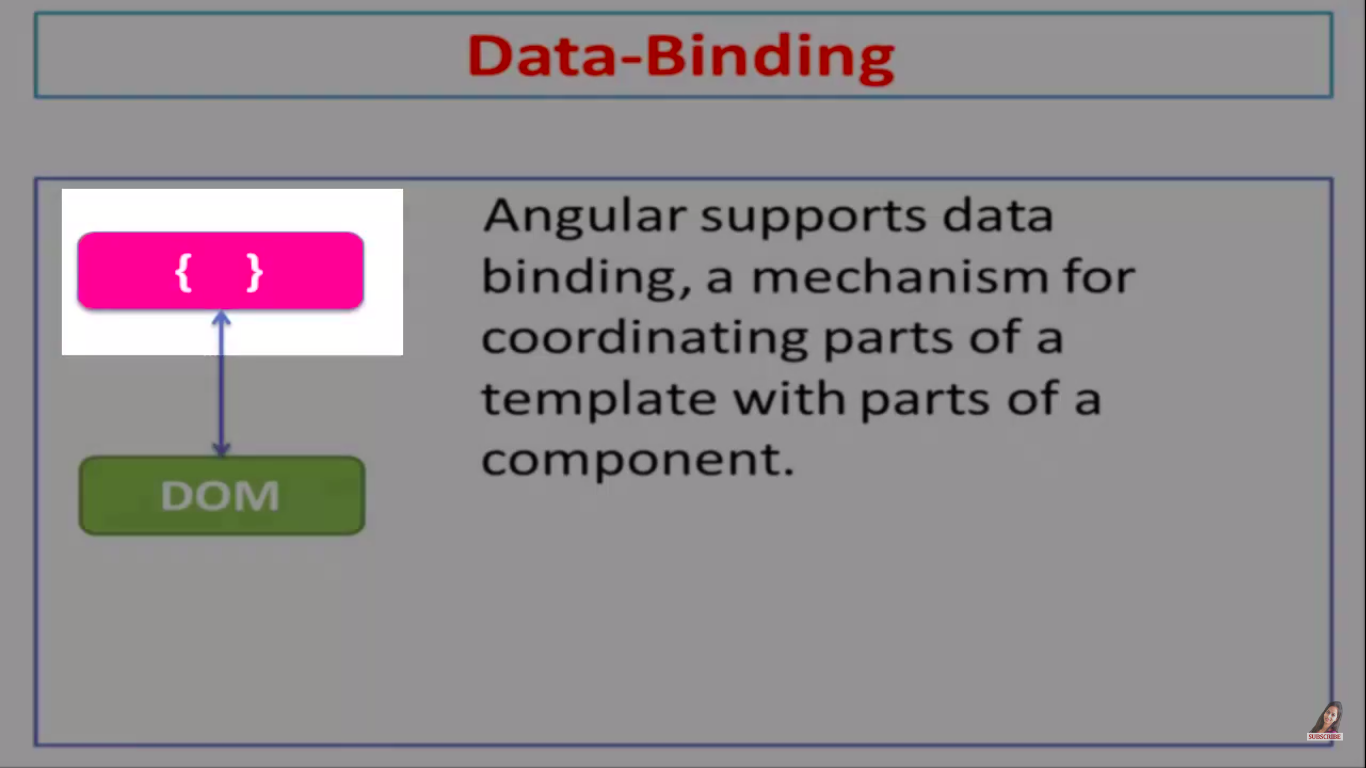 Data-Binding
{ }
DOM
Angular supports data
binding, a mechanism for
coordinating parts of a
template with parts of a
component.
SUBSCRIBE